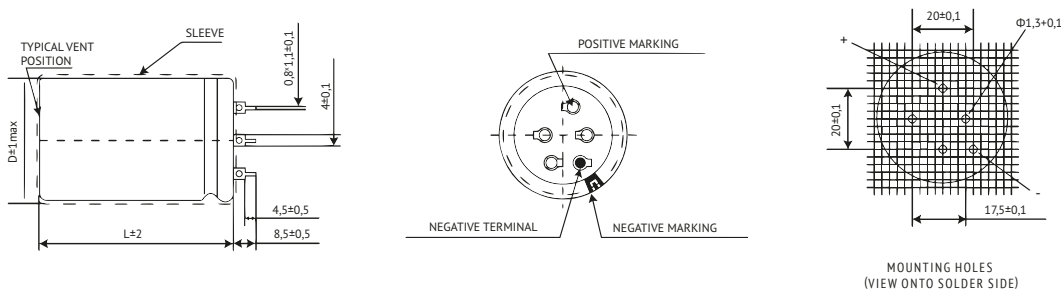 SLEEVE
TYPICAL VENT
POSITION
0,8*1,1±0,1
4±0,1
D±1max
4,5±0,5
L±2
8,5±0,5
POSITIVE MARKING
NEGATIVE TERMINAL
NEGATIVE MARKING
20±0,1
Φ1,3+0,1
+
20±0,1
-
17,5±0,1
MOUNTING HOLES
(VIEW ONTO SOLDER SIDE)